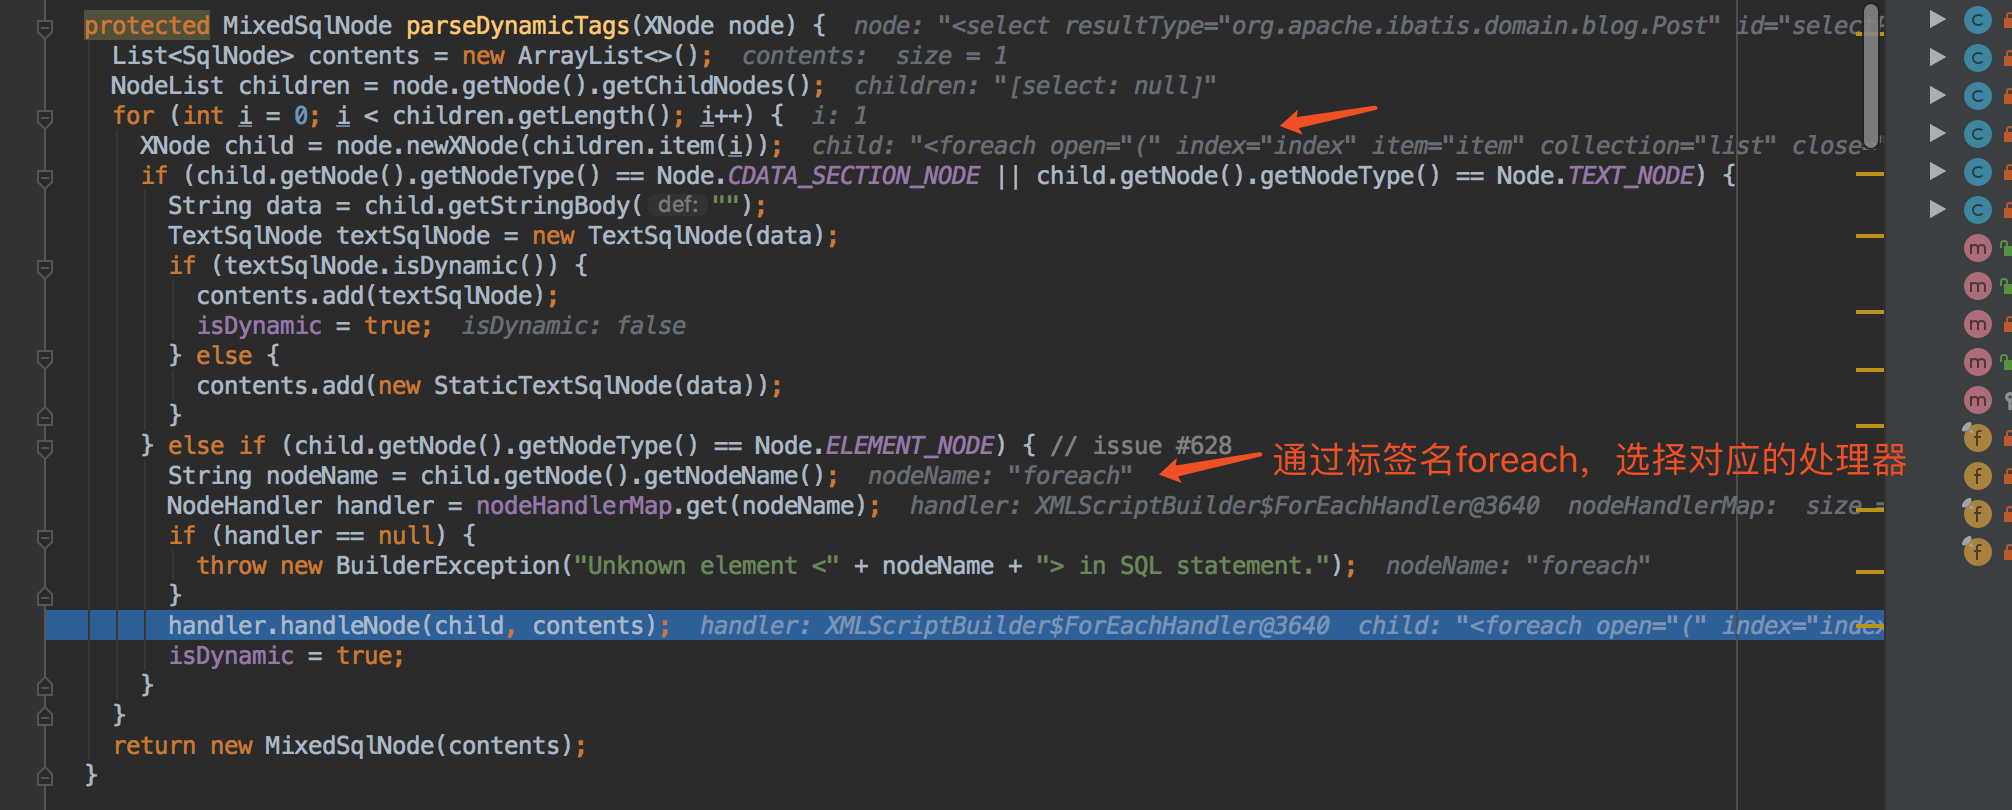 protected MixedSqlNode parseDynamicTags(XNode node) {  node: "<select resultType="org.apache.ibatis.domain.blog.Post" id="select
List<SqlNode> contents = new ArrayList<>();  contents:  size = 1
NodeList children = node.getNode().getChildNodes();  children: "[select: null]"
for (int i = 0; i < children.getLength(); i++) {  i: 1
XNode child = node.newXNode(children.item(i));  child: "<foreach open="(" index="index" item="item" collection="list" close="
if (child.getNode().getNodeType() == Node.CDATA_SECTION_NODE || child.getNode().getNodeType() == Node.TEXT_NODE) {
String data = child.getStringBody( def: "");
TextSqlNode textSqlNode = new TextSqlNode(data);
if (textSqlNode.isDynamic()) {
contents.add(textSqlNode);
isDynamic = true;  isDynamic: false
} else {
contents.add(new StaticTextSqlNode(data));
}
} else if (child.getNode().getNodeType() == Node.ELEMENT_NODE) { // issue #628
String nodeName = child.getNode().getNodeName();  nodeName: "foreach"
通过标签名foreach，选择对应的处理器
NodeHandler handler = nodeHandlerMap.get(nodeName);  handler: XMLScriptBuilder$ForEachHandler@3640  nodeHandlerMap:  size =
if (handler == null) {
throw new BuilderException("Unknown element <" + nodeName + "> in SQL statement.");  nodeName: "foreach"
}
handler.handleNode(child, contents);  handler: XMLScriptBuilder$ForEachHandler@3640  child: "<foreach open="(" index="index
isDynamic = true;
}
}
return new MixedSqlNode(contents);
}
C
C
C
C
C
C
m
m
m
m
m
f
f
f
f